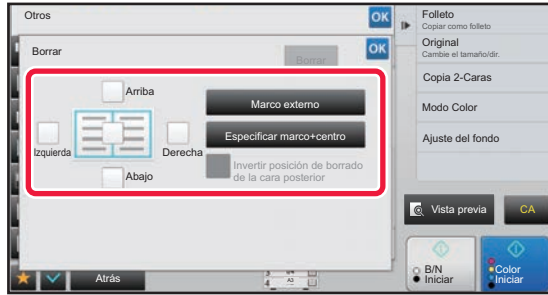 Otros
OK
Borrar
Borrar
OK
Arriba
Izquierda
Derecha
Abajo
Marco externo
Especificar marco+centro
Invertir posición de borrado
de la cara posterior
Atrás
A3
4
Folleto
Copiar como folleto
Original
Cambie el tamaño/dir.
Copia 2-Caras
Modo Color
Ajuste del fondo
Vista previa
CA
B/N
Iniciar
Color
Iniciar